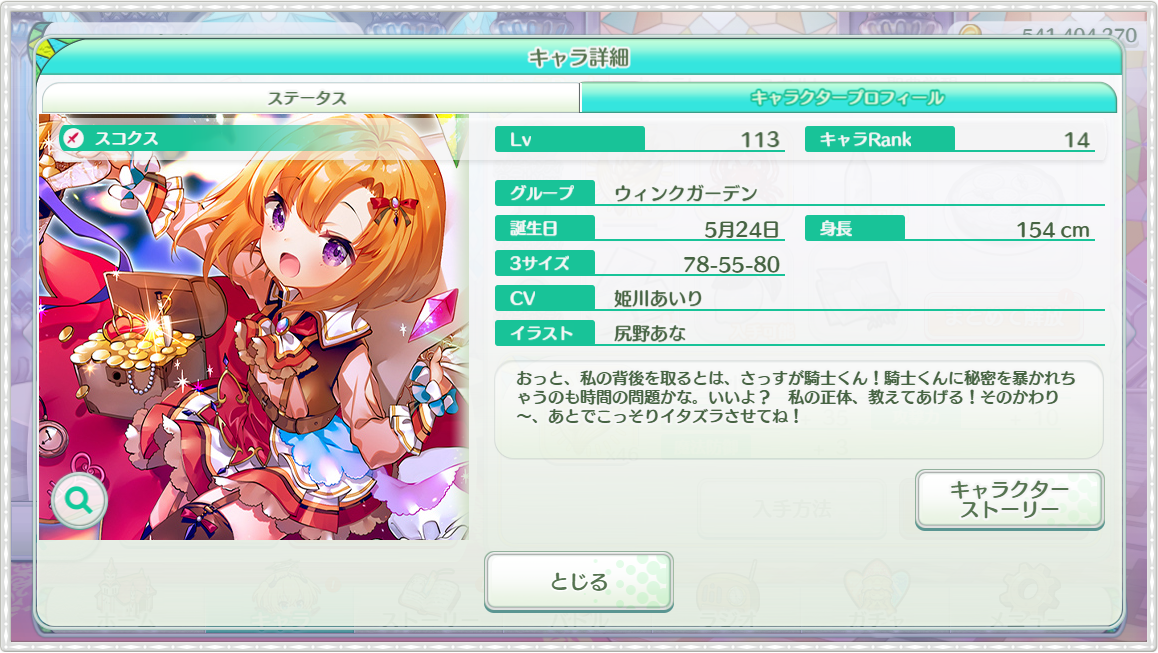 541,404,270
キャラ詳細
ステータス
キャラクタープロフィール
スコクス
Lv 113 キャラRank 14
グループ ウィンクガーデン
誕生日 5月24日 身長 154 cm
3サイズ 78-55-80
CV 姫川あいり
イラスト 尻野あな
おっと、私の背後を取るとは、さっすが騎士くん！騎士くんに秘密を暴かれち
ゃうのも時間の問題かな。いいよ？　私の正体、教えてあげる！そのかわり
～、あとでこっそりイタズラさせてね！
入手方法
キャラクター
ストーリー
とじる